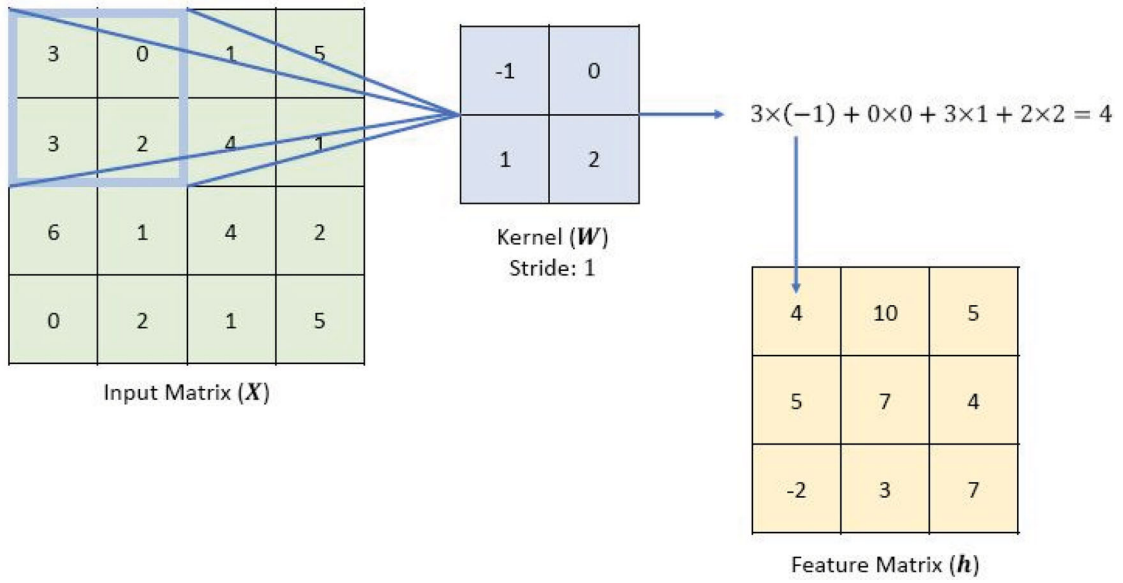 3 0 1 5
3 2 4 1
6 1 4 2
0 2 1 5
Input Matrix (X)
-1 0
1 2
Kernel (W)
Stride: 1
3×(−1) + 0×0 + 3×1 + 2×2 = 4
4 10 5
5 7 4
-2 3 7
Feature Matrix (h)